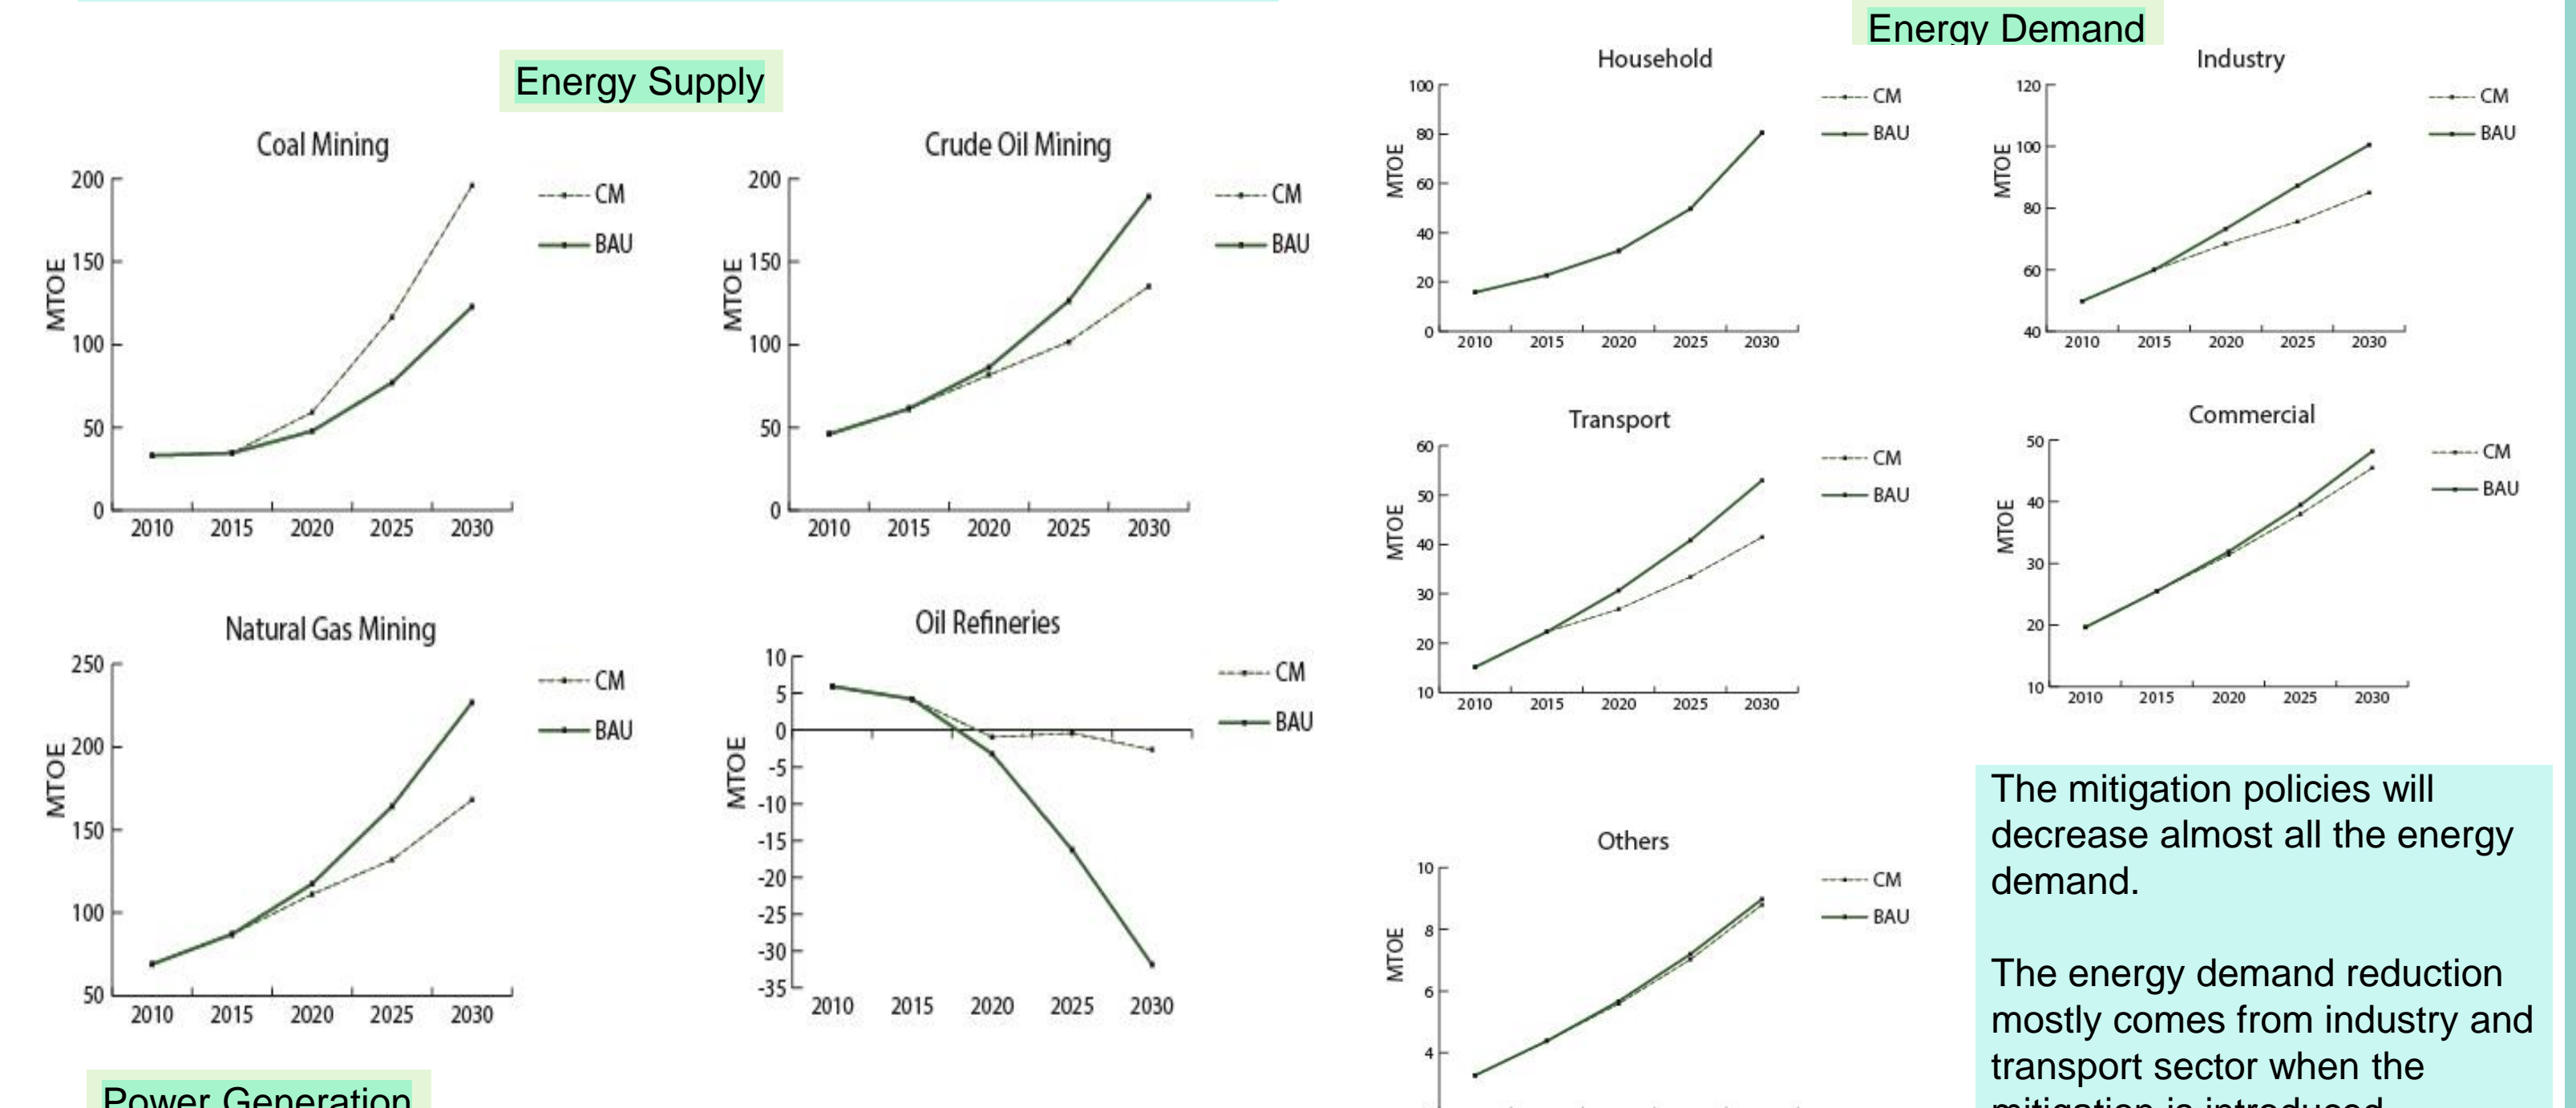 Energy Supply
Coal Mining
200
150
100
50
0
MTOE
2010 2015 2020 2025 2030
CM
BAU
Crude Oil Mining
200
150
100
50
0
MTOE
2010 2015 2020 2025 2030
CM
BAU
Natural Gas Mining
250
200
150
100
50
MTOE
2010 2015 2020 2025 2030
CM
BAU
Oil Refineries
10
5
0
-5
-10
-15
-20
-25
-30
-35
MTOE
2010 2015 2020 2025 2030
CM
BAU
Power Generation
Energy Demand
Household
100
80
60
40
20
0
MTOE
2010 2015 2020 2025 2030
CM
BAU
Industry
120
100
80
60
40
MTOE
2010 2015 2020 2025 2030
CM
BAU
Transport
60
50
40
30
20
10
MTOE
2010 2015 2020 2025 2030
CM
BAU
Commercial
50
40
30
20
10
MTOE
2010 2015 2020 2025 2030
CM
BAU
Others
10
8
6
4
MTOE
CM
BAU
The mitigation policies will
decrease almost all the energy
demand.
The energy demand reduction
mostly comes from industry and
transport sector when the
mitigation is introduced